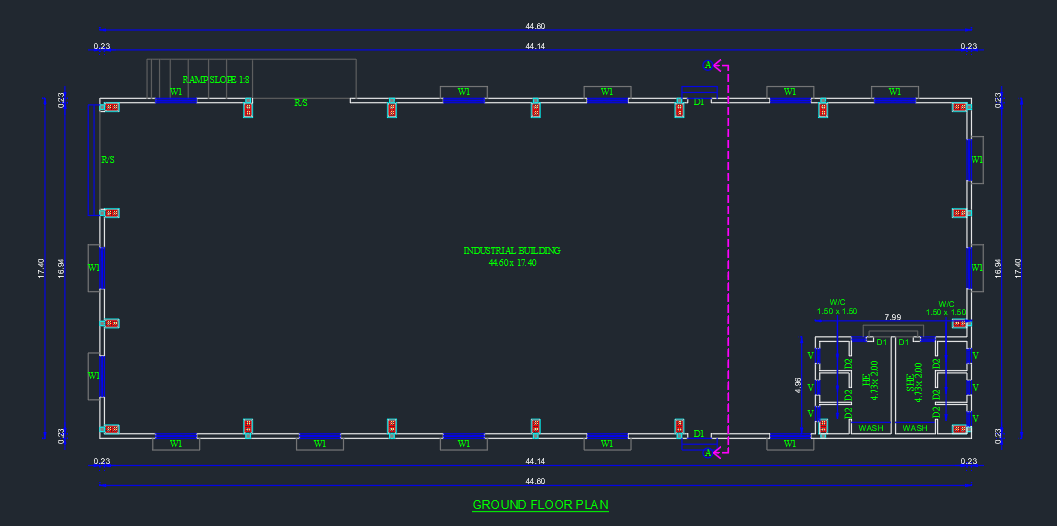 44.60
0.23 44.14 0.23
A
RAMP SLOPE 1:8
W1 W1 W1 W1 W1
0.23 R/S D1 0.23
R/S W1
INDUSTRIAL BUILDING
44.60 x 17.40
17.40 16.94 W1 W1 16.94 17.40
W/C W/C
1.50 x 1.50 1.50 x 1.50
7.99
D1 D1
V D2 D2 V
W1 4.96 HE SHE
4.73 x 2.00 4.73 x 2.00
V D2 D2 V
V D2 D2 V
WASH WASH
0.23 D1 0.23
W1 W1 W1 W1 W1
A
0.23 44.14 0.23
44.60
GROUND FLOOR PLAN